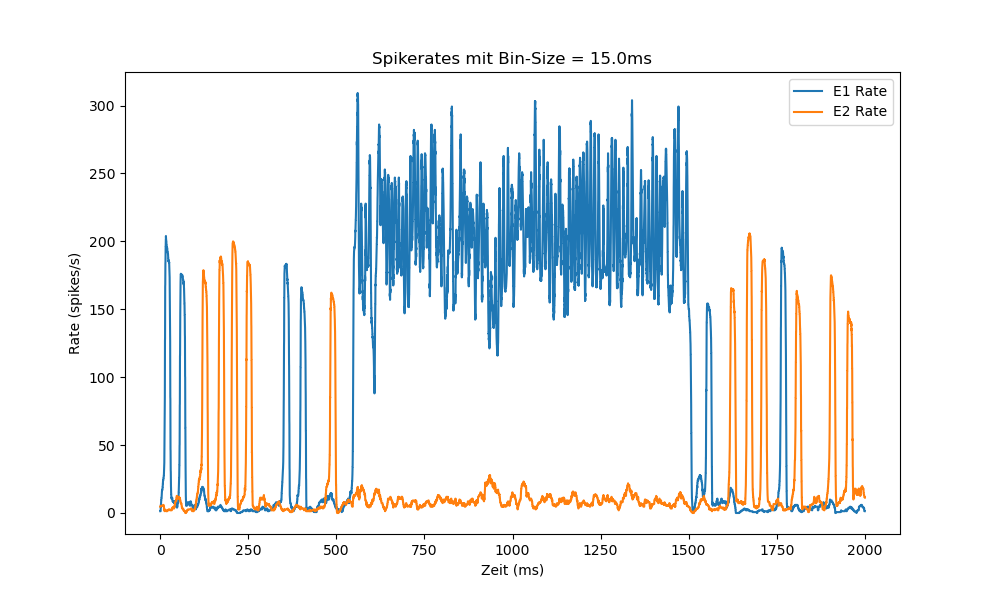 Spikerates mit Bin-Size = 15.0ms
E1 Rate
E2 Rate
300
250
200
150
100
50
0
Rate (spikes/s)
0 250 500 750 1000 1250 1500 1750 2000
Zeit (ms)